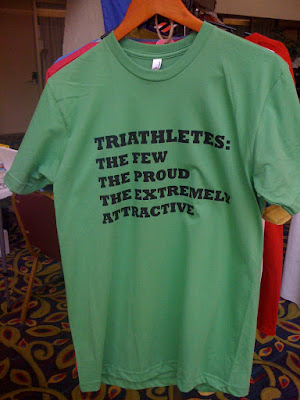 TRIATHLETES:
THE FEW
THE PROUD
THE EXTREMELY
ATTRACTIVE